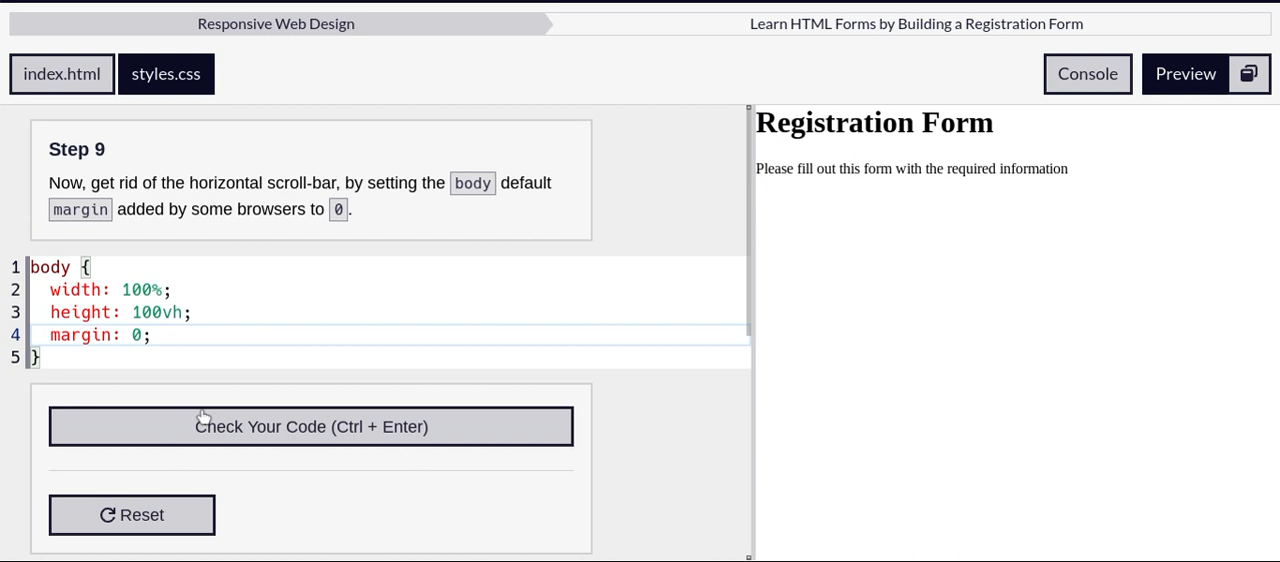 Responsive Web Design
Learn HTML Forms by Building a Registration Form
index.html
styles.css
Console
Preview
Step 9
Now, get rid of the horizontal scroll-bar, by setting the body default
margin added by some browsers to 0.
1 body {
2 width: 100%;
3 height: 100vh;
4 margin: 0;
5 }
Check Your Code (Ctrl + Enter)
Reset
Registration Form
Please fill out this form with the required information